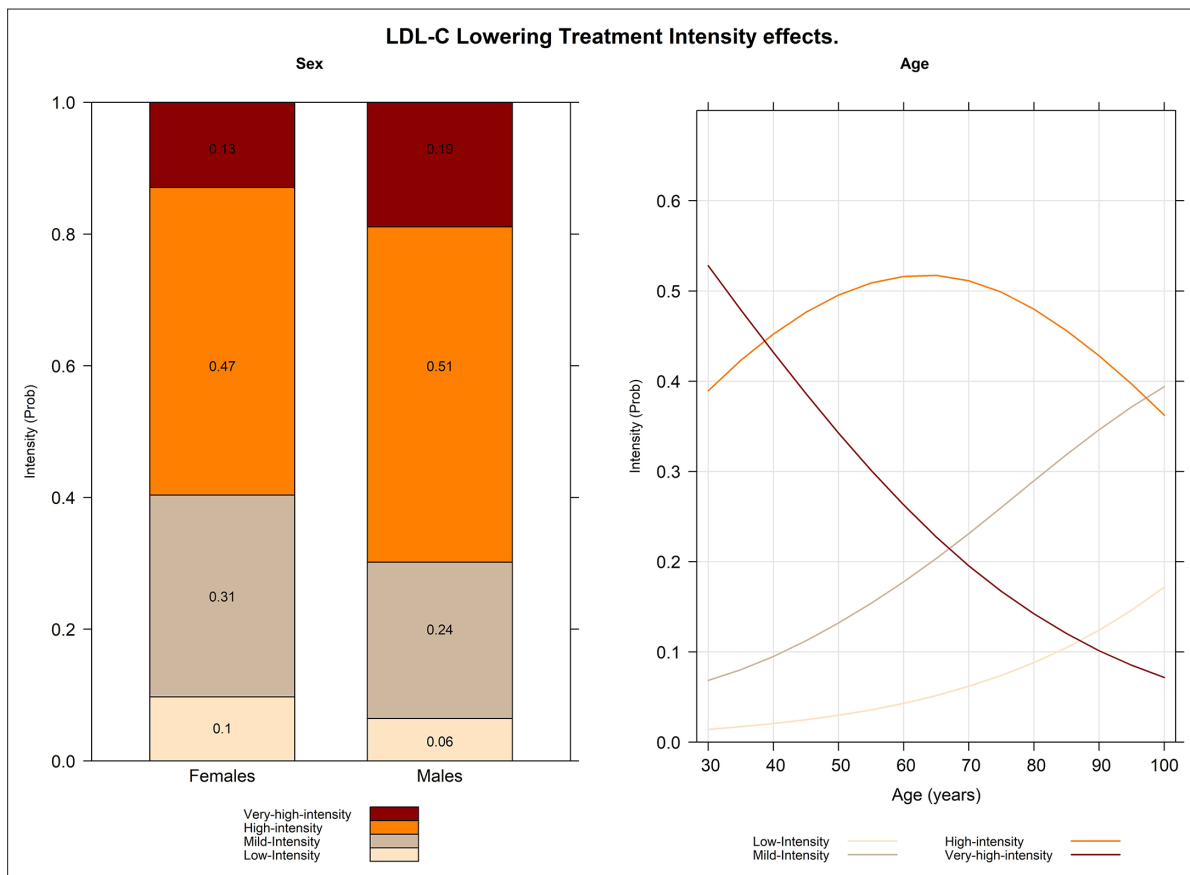 LDL-C Lowering Treatment Intensity effects.
Sex
Intensity (Prob)
1.0
0.8
0.6
0.4
0.2
0.0
0.13
0.47
0.31
0.1
0.19
0.51
0.24
0.06
Females Males
Very-high-intensity
High-intensity
Mild-Intensity
Low-Intensity
Age
Intensity (Prob)
0.6
0.5
0.4
0.3
0.2
0.1
0.0
30 40 50 60 70 80 90 100
Age (years)
Low-Intensity High-intensity
Mild-Intensity Very-high-intensity